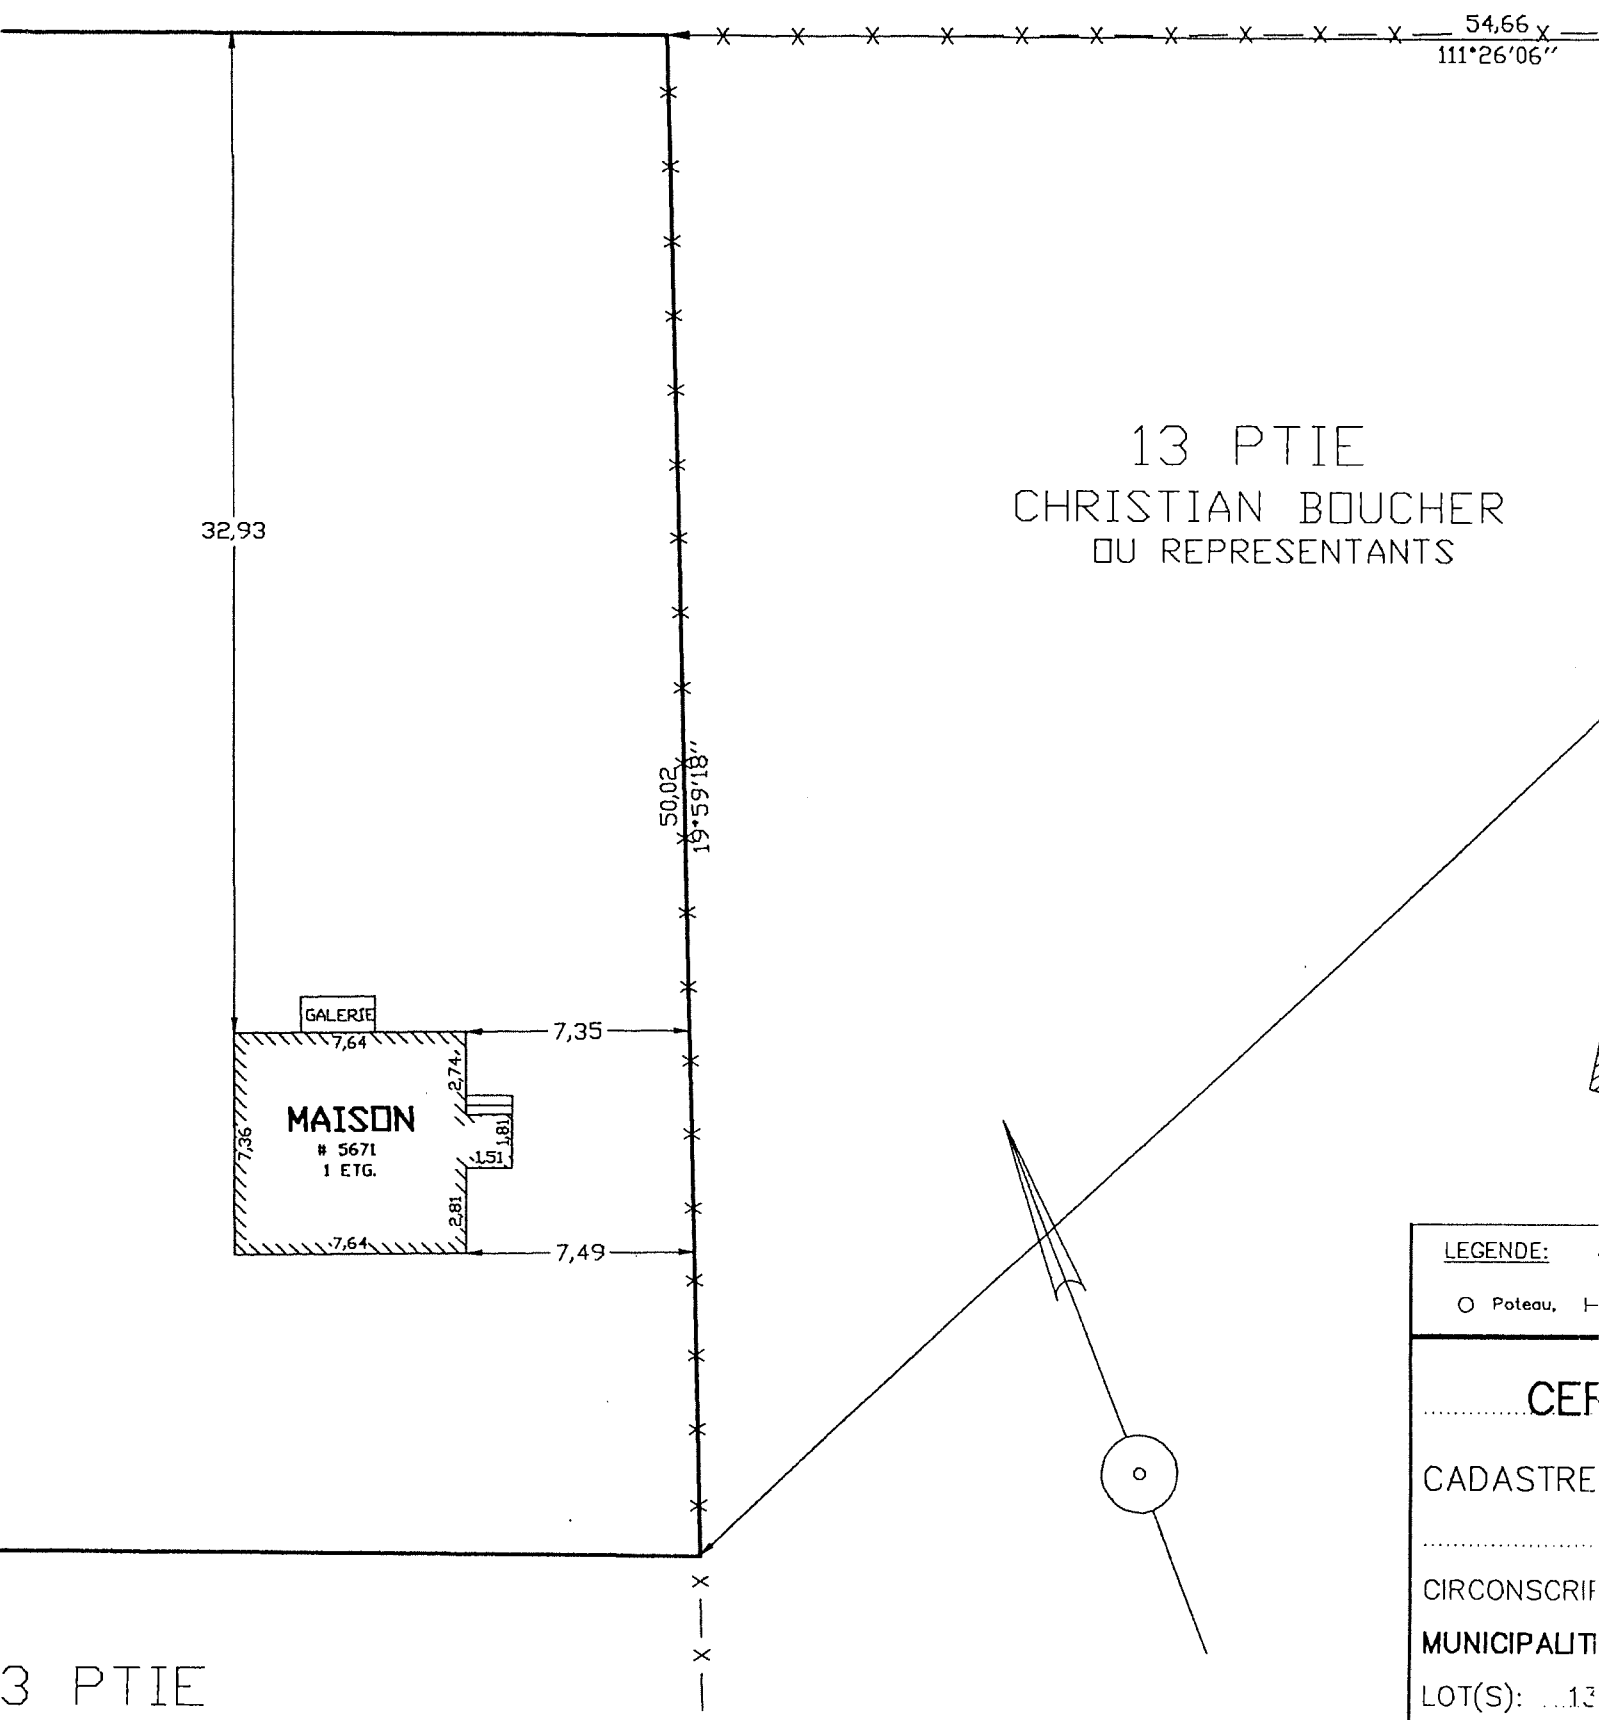 54,66
111°26'06''
13 PTIE
CHRISTIAN BOUCHER
OU REPRESENTANTS
32,93
50,02
19°59'18''
GALERIE
7,64
7,35
2,74
MAISON
# 5671
1 ETG.
7,36
1,81
1,51
2,81
7,64
7,49
LEGENDE:
Poteau,
CER
CADASTRE
CIRCONSCRIP
MUNICIPALIT
LOT(S): 13
3 PTIE